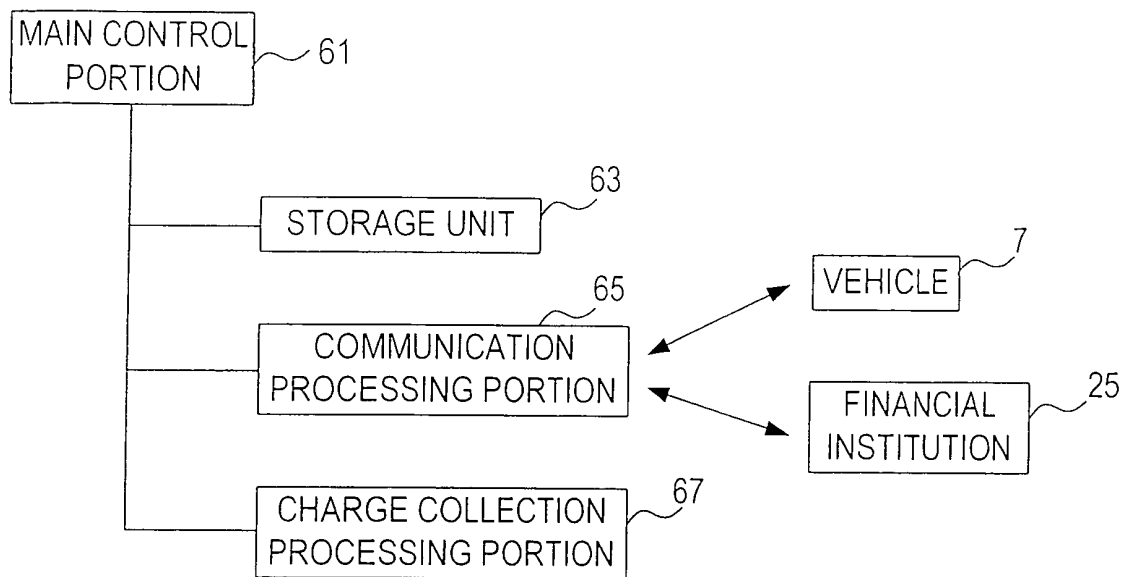 MAIN CONTROL
PORTION
61
STORAGE UNIT
63
COMMUNICATION
PROCESSING PORTION
65
VEHICLE
7
FINANCIAL
INSTITUTION
25
CHARGE COLLECTION
PROCESSING PORTION
67